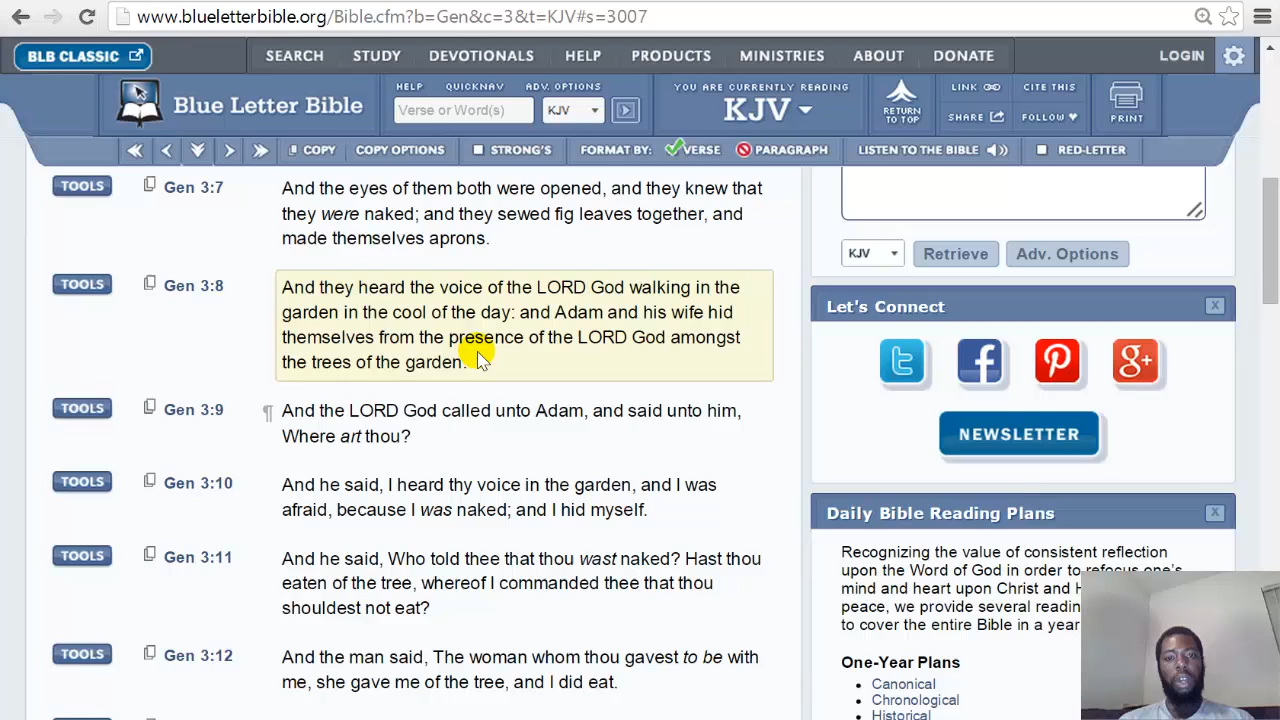 www.blueletterbible.org/Bible.cfm?b=Gen&c=3&t=KJV#s=3007
BLB CLASSIC
SEARCH
STUDY
DEVOTIONALS
HELP
PRODUCTS
MINISTRIES
ABOUT
DONATE
LOGIN
Blue Letter Bible
HELP
QUICKNAV
ADV. OPTIONS
Verse or Word(s)
KJV
YOU ARE CURRENTLY READING
KJV
RETURN
TO TOP
LINK
CITE THIS
SHARE
FOLLOW
PRINT
COPY
COPY OPTIONS
STRONG'S
FORMAT BY:
VERSE
PARAGRAPH
LISTEN TO THE BIBLE
RED-LETTER
TOOLS
Gen 3:7
And the eyes of them both were opened, and they knew that
they were naked; and they sewed fig leaves together, and
made themselves aprons.
TOOLS
Gen 3:8
And they heard the voice of the LORD God walking in the
garden in the cool of the day: and Adam and his wife hid
themselves from the presence of the LORD God amongst
the trees of the garden.
TOOLS
Gen 3:9
¶ And the LORD God called unto Adam, and said unto him,
Where art thou?
TOOLS
Gen 3:10
And he said, I heard thy voice in the garden, and I was
afraid, because I was naked; and I hid myself.
TOOLS
Gen 3:11
And he said, Who told thee that thou wast naked? Hast thou
eaten of the tree, whereof I commanded thee that thou
shouldest not eat?
TOOLS
Gen 3:12
And the man said, The woman whom thou gavest to be with
me, she gave me of the tree, and I did eat.
KJV
Retrieve
Adv. Options
Let's Connect
X
NEWSLETTER
Daily Bible Reading Plans
X
Recognizing the value of consistent reflection
upon the Word of God in order to refocus one's
mind and heart upon Christ and
peace, we provide several
to cover the entire Bible in a
One-Year Plans
• Canonical
• Chronological
• Historical